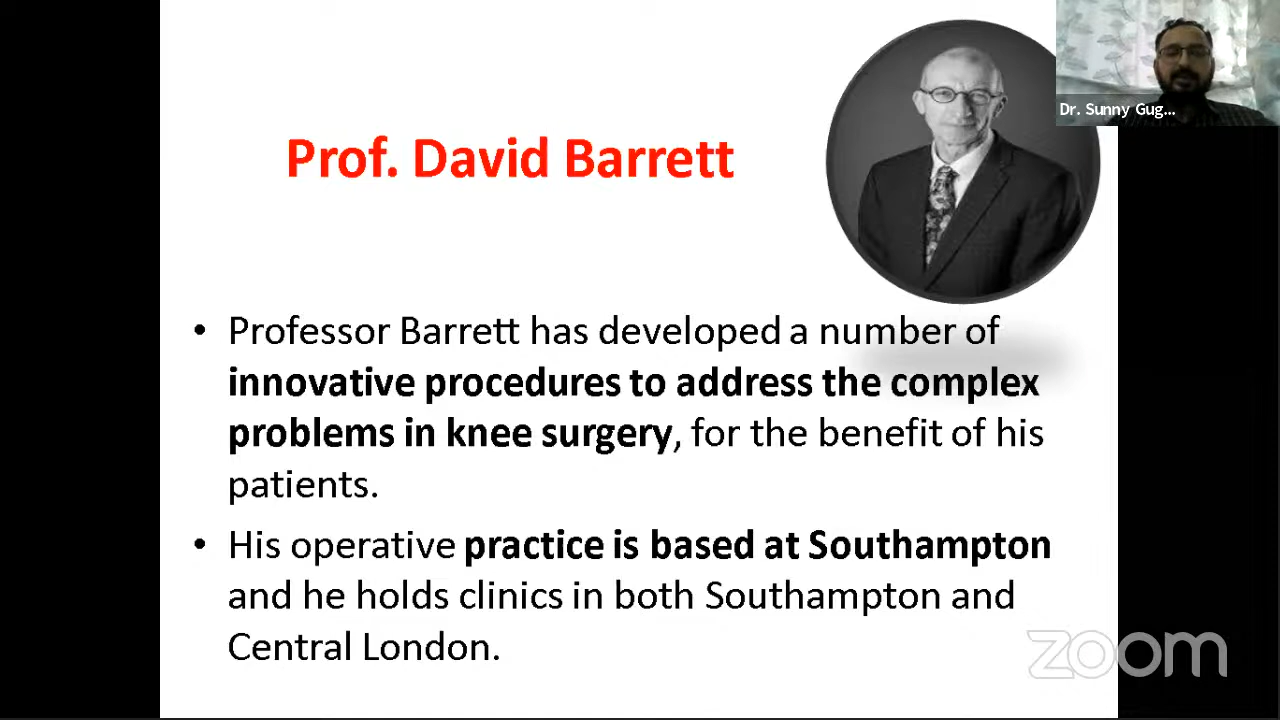 Dr. Sunny Gug...
Prof. David Barrett
• Professor Barrett has developed a number of
innovative procedures to address the complex
problems in knee surgery, for the benefit of his
patients.
• His operative practice is based at Southampton
and he holds clinics in both Southampton and
Central London.
zoom